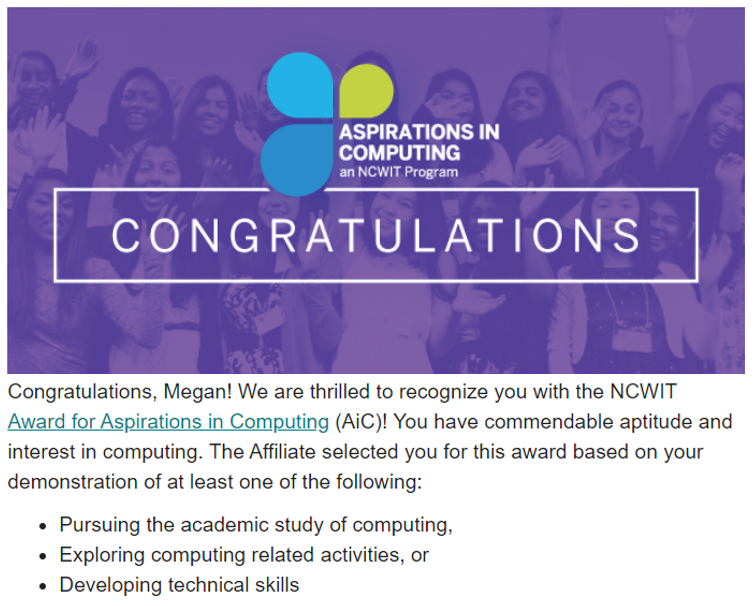 ASPIRATIONS IN
COMPUTING
an NCWIT Program
CONGRATULATIONS
Congratulations, Megan! We are thrilled to recognize you with the NCWIT
Award for Aspirations in Computing (AiC)! You have commendable aptitude and
interest in computing. The Affiliate selected you for this award based on your
demonstration of at least one of the following:
• Pursuing the academic study of computing,
• Exploring computing related activities, or
• Developing technical skills